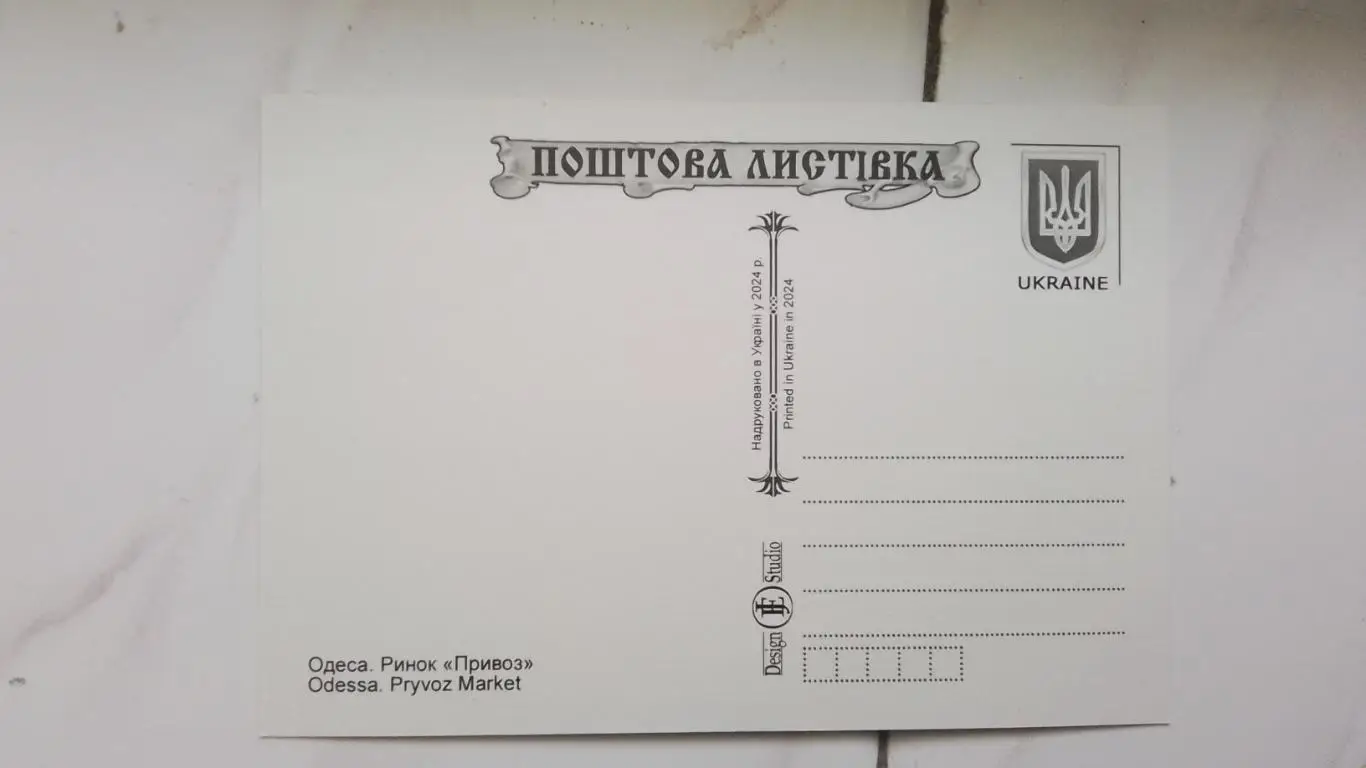 ПОШТОВА ЛИСТІВКА
UKRAINE
Надруковано в Україні у 2024 р.
Printed in Ukraine in 2024
Design Studio
Одеса. Ринок «Привоз»
Odessa. Pryvoz Market